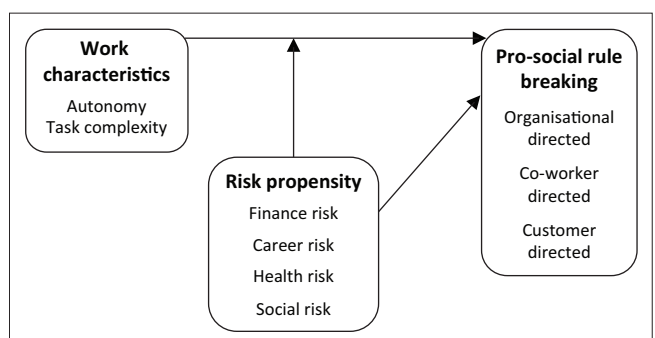 Work
characteristics
Autonomy
Task complexity
Risk propensity
Finance risk
Career risk
Health risk
Social risk
Pro-social rule
breaking
Organisational
directed
Co-worker
directed
Customer
directed